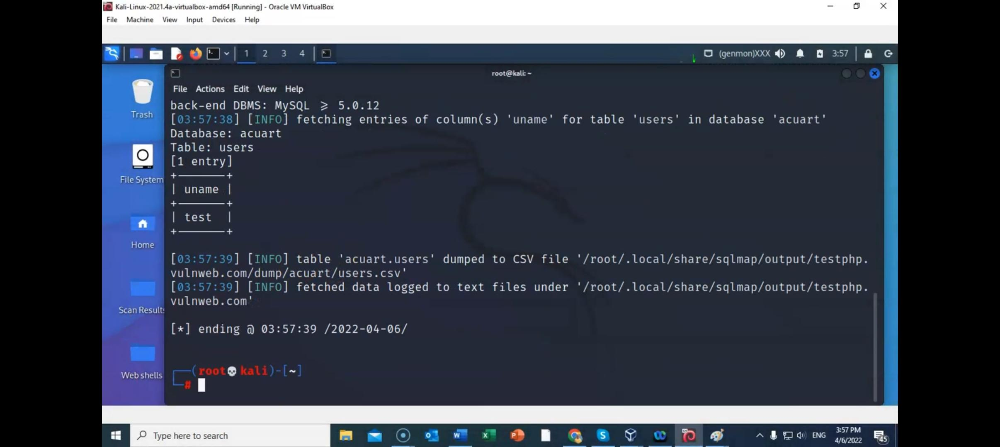 Kali-Linux-2021.4a-virtualbox-amd64 [Running] - Oracle VM VirtualBox
File Machine View Input Devices Help
1 2 3 4 (genmon)XXX 3:57
root@kali: ~
File Actions Edit View Help
back-end DBMS: MySQL ≥ 5.0.12
[03:57:38] [INFO] fetching entries of column(s) 'uname' for table 'users' in database 'acuart'
Database: acuart
Table: users
[1 entry]
+-------+
| uname |
+-------+
| test  |
+-------+
[03:57:39] [INFO] table 'acuart.users' dumped to CSV file '/root/.local/share/sqlmap/output/testphp.
vulnweb.com/dump/acuart/users.csv'
[03:57:39] [INFO] fetched data logged to text files under '/root/.local/share/sqlmap/output/testphp.
vulnweb.com'
[*] ending @ 03:57:39 /2022-04-06/
(root💀kali)-[~]
#
Trash
File System
Home
Scan Results
Web shells
Type here to search
ENG
3:57 PM
4/6/2022
45